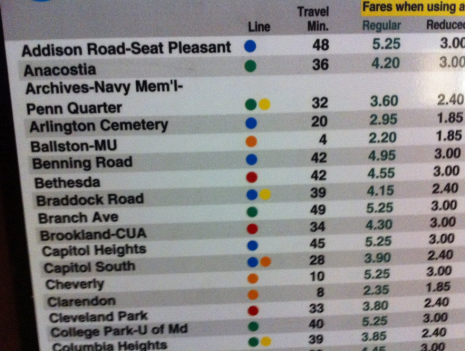 Fares when using a
Line Travel Min. Regular Reduced
Addison Road-Seat Pleasant 48 5.25 3.00
Anacostia 36 4.20 3.00
Archives-Navy Mem'l-
Penn Quarter 32 3.60 2.40
Arlington Cemetery 20 2.95 1.85
Ballston-MU 4 2.20 1.85
Benning Road 42 4.95 3.00
Bethesda 42 4.55 3.00
Braddock Road 39 4.15 2.40
Branch Ave 49 5.25 3.00
Brookland-CUA 34 4.30 3.00
Capitol Heights 45 5.25 3.00
Capitol South 28 3.90 2.40
Cheverly 10 5.25 3.00
Clarendon 8 2.35 1.85
Cleveland Park 33 3.80 2.40
College Park-U of Md 40 5.25 3.00
Columbia Heights 39 3.85 2.40
3.00